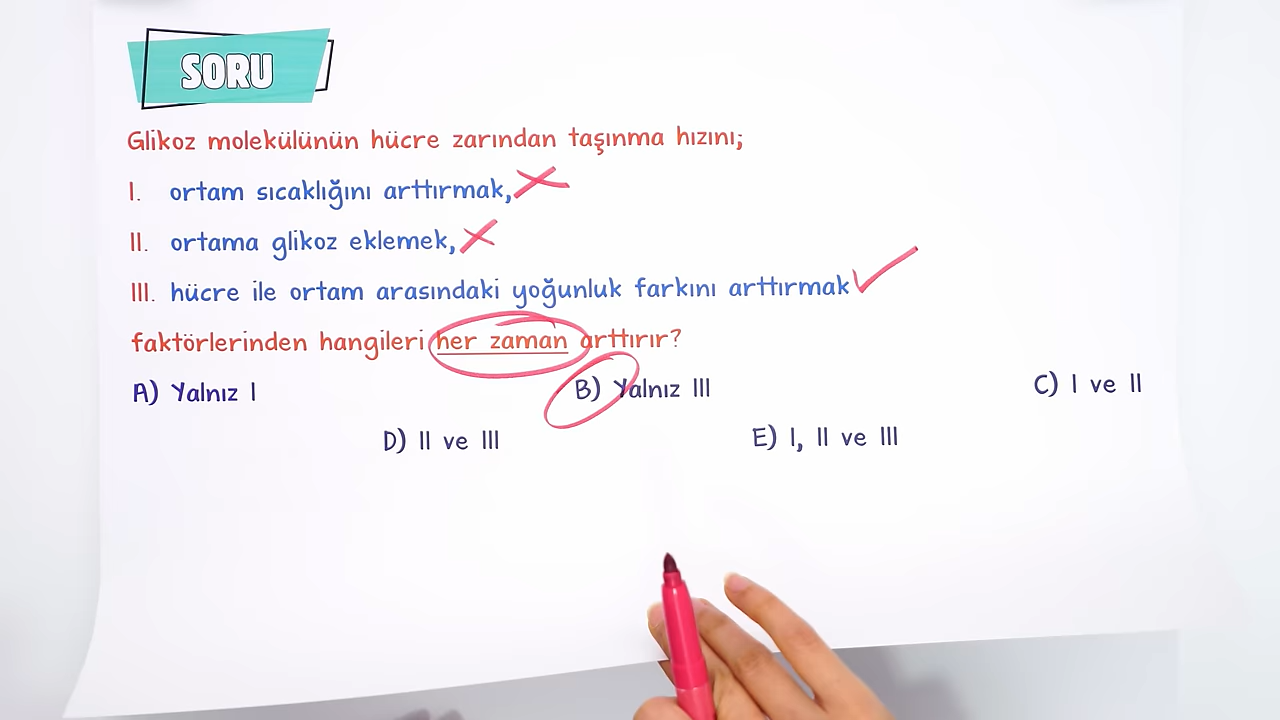 SORU
Glikoz molekülünün hücre zarından taşınma hızını;
I. ortam sıcaklığını arttırmak,
II. ortama glikoz eklemek,
III. hücre ile ortam arasındaki yoğunluk farkını arttırmak
faktörlerinden hangileri her zaman arttırır?
A) Yalnız I B) Yalnız III C) I ve II
D) II ve III E) I, II ve III